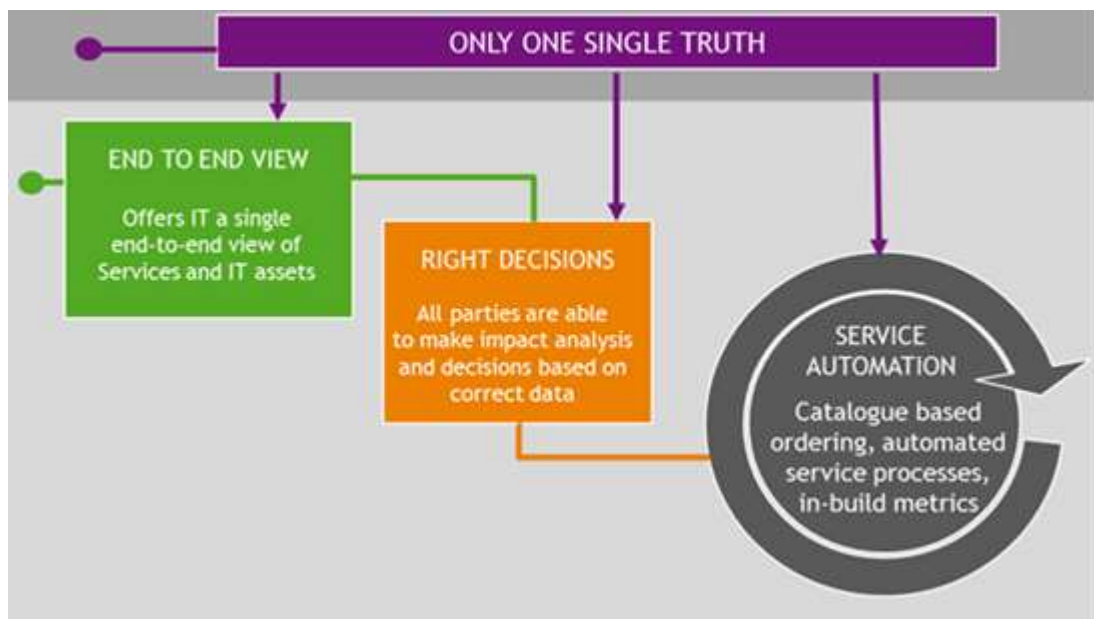 ONLY ONE SINGLE TRUTH
END TO END VIEW
Offers IT a single
end-to-end view of
Services and IT assets
RIGHT DECISIONS
All parties are able
to make impact analysis
and decisions based on
correct data
SERVICE
AUTOMATION
Catalogue based
ordering, automated
service processes,
in-build metrics